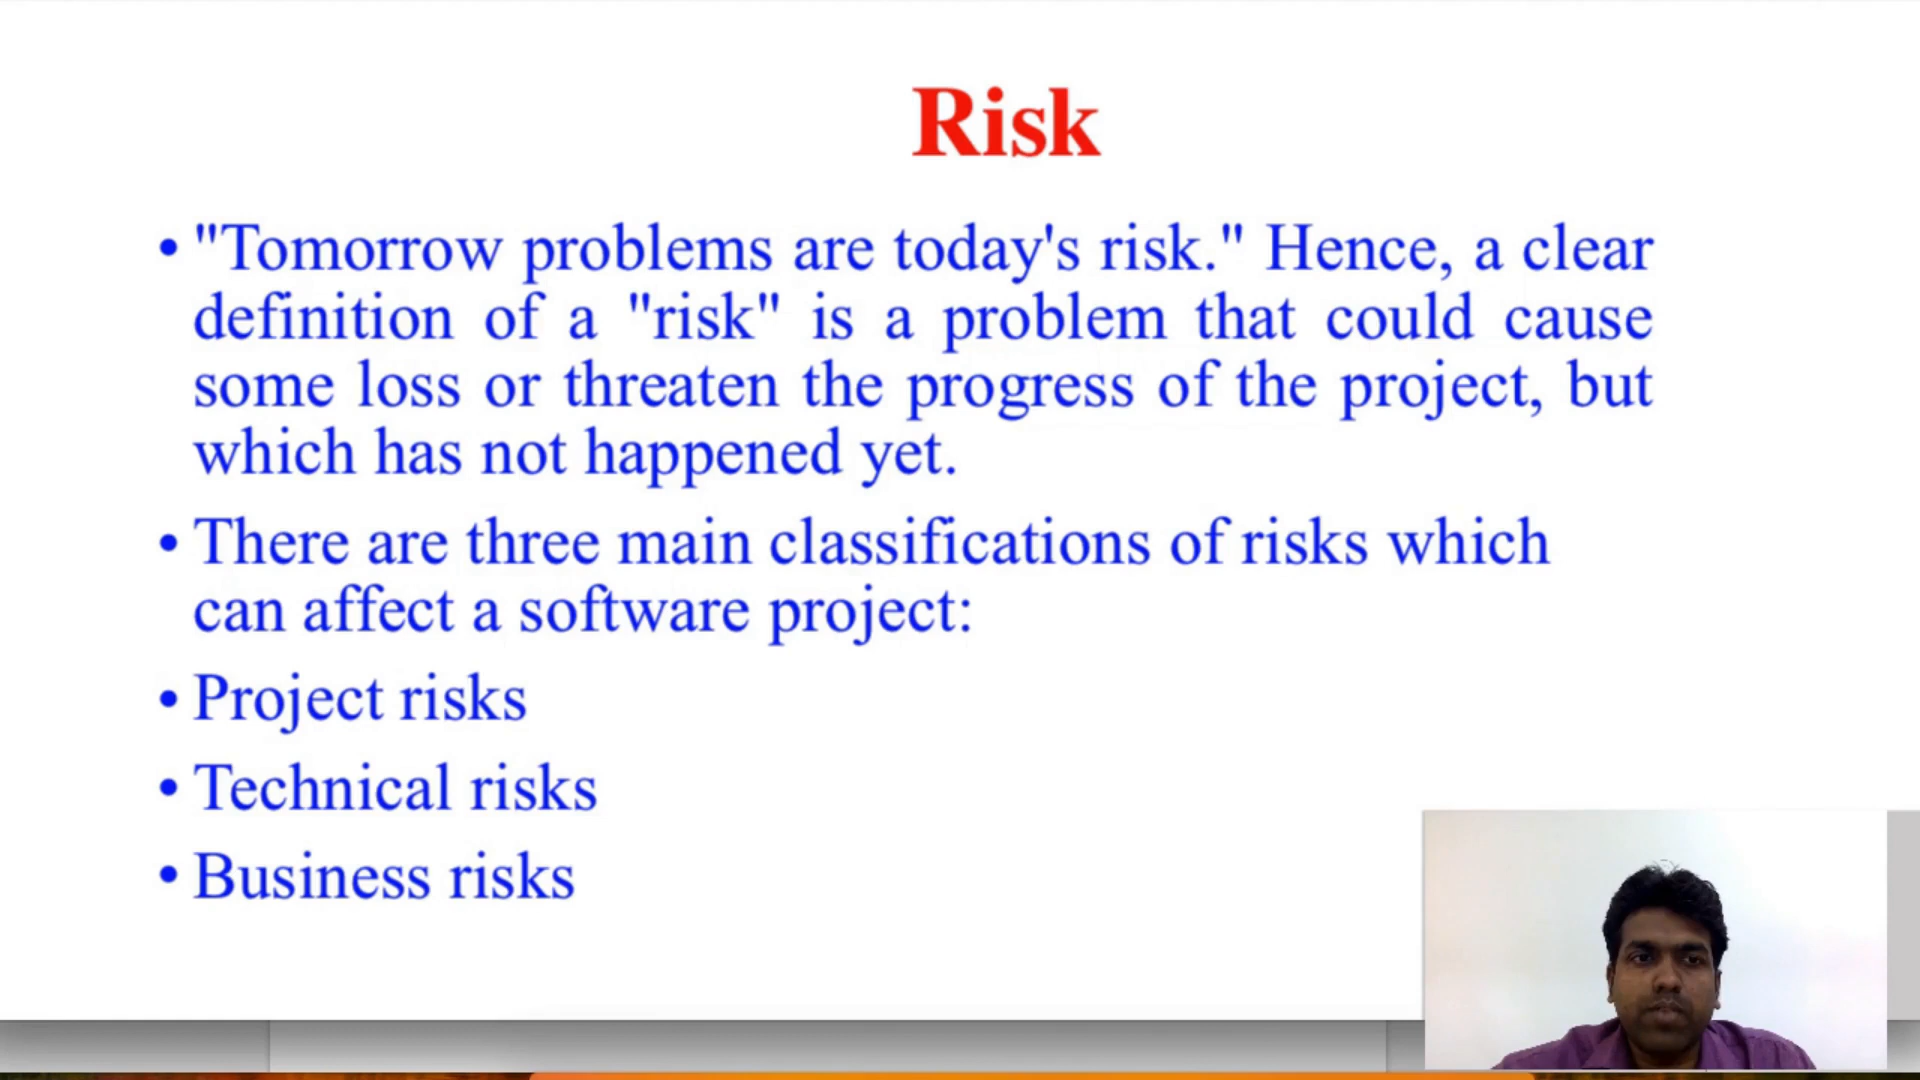 Risk
• "Tomorrow problems are today's risk." Hence, a clear
definition of a "risk" is a problem that could cause
some loss or threaten the progress of the project, but
which has not happened yet.
• There are three main classifications of risks which
can affect a software project:
• Project risks
• Technical risks
• Business risks